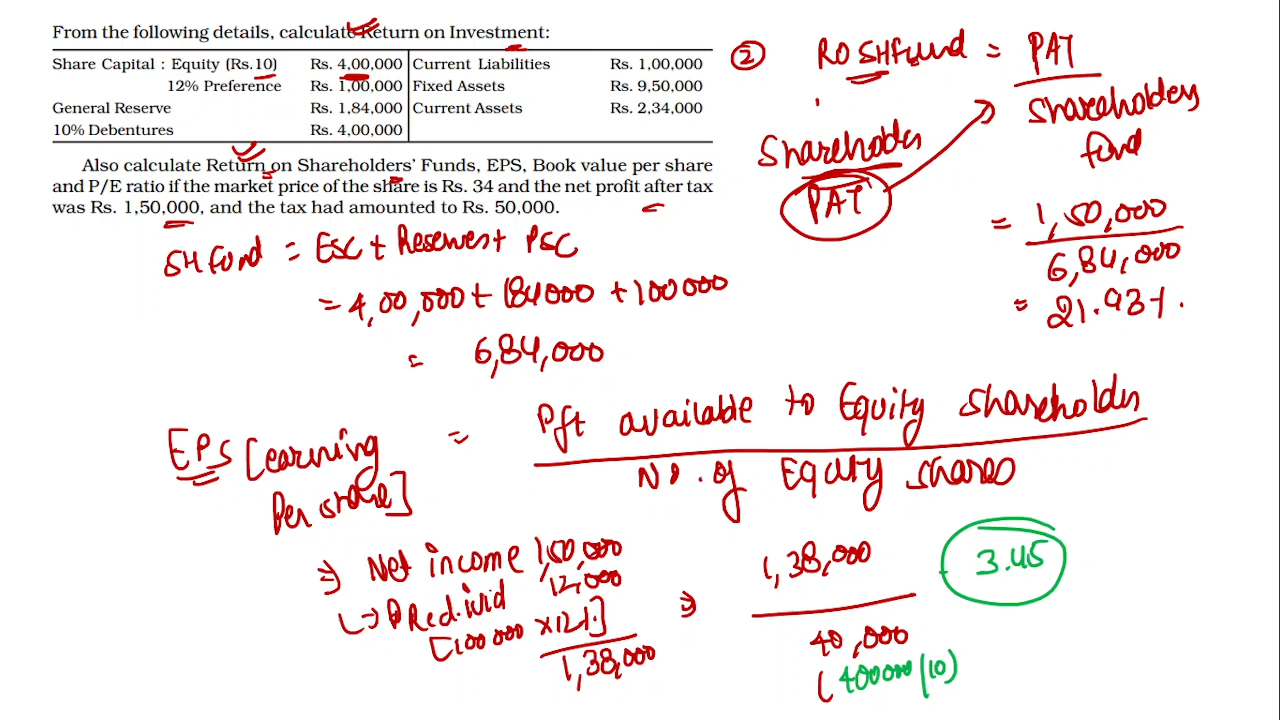 From the following details, calculate Return on Investment:
Share Capital : Equity (Rs.10) Rs. 4,00,000 Current Liabilities Rs. 1,00,000
12% Preference Rs. 1,00,000 Fixed Assets Rs. 9,50,000
General Reserve Rs. 1,84,000 Current Assets Rs. 2,34,000
10% Debentures Rs. 4,00,000
Also calculate Return on Shareholders' Funds, EPS, Book value per share
and P/E ratio if the market price of the share is Rs. 34 and the net profit after tax
was Rs. 1,50,000, and the tax had amounted to Rs. 50,000.
② ROSHFund = PAT
Shareholders
fund
Shareholder
PAT
= 1,50,000
6,84,000
= 21.93%.
SH Fund = ESC + Reserves + PSC
= 4,00,000 + 184000 + 100000
= 6,84,000
EPS [earning
Per share]
= Pft available to Equity shareholder
No. of Equity shares
⇒ Net income 1,50,000
↳ PRed.ivid 12,000
[100000 × 12%]
1,38,000
⇒ 1,38,000
40,000
(400000/10)
3.45